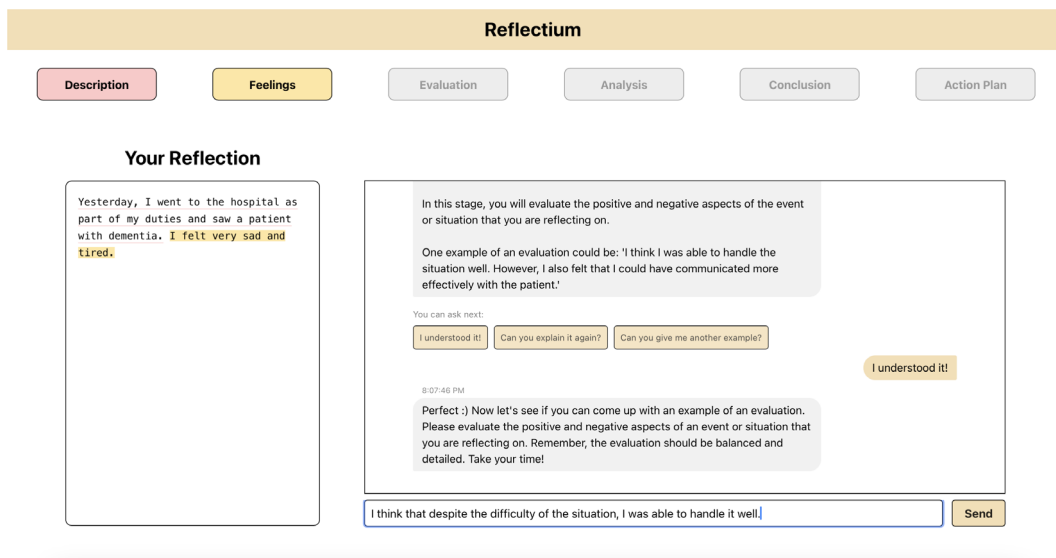 Reflectium
Description
Feelings
Evaluation
Analysis
Conclusion
Action Plan
Your Reflection
Yesterday, I went to the hospital as
part of my duties and saw a patient
with dementia. I felt very sad and
tired.
In this stage, you will evaluate the positive and negative aspects of the event
or situation that you are reflecting on.
One example of an evaluation could be: 'I think I was able to handle the
situation well. However, I also felt that I could have communicated more
effectively with the patient.'
You can ask next:
I understood it!
Can you explain it again?
Can you give me another example?
I understood it!
8:07:46 PM
Perfect :) Now let's see if you can come up with an example of an evaluation.
Please evaluate the positive and negative aspects of an event or situation that
you are reflecting on. Remember, the evaluation should be balanced and
detailed. Take your time!
I think that despite the difficulty of the situation, I was able to handle it well.
Send